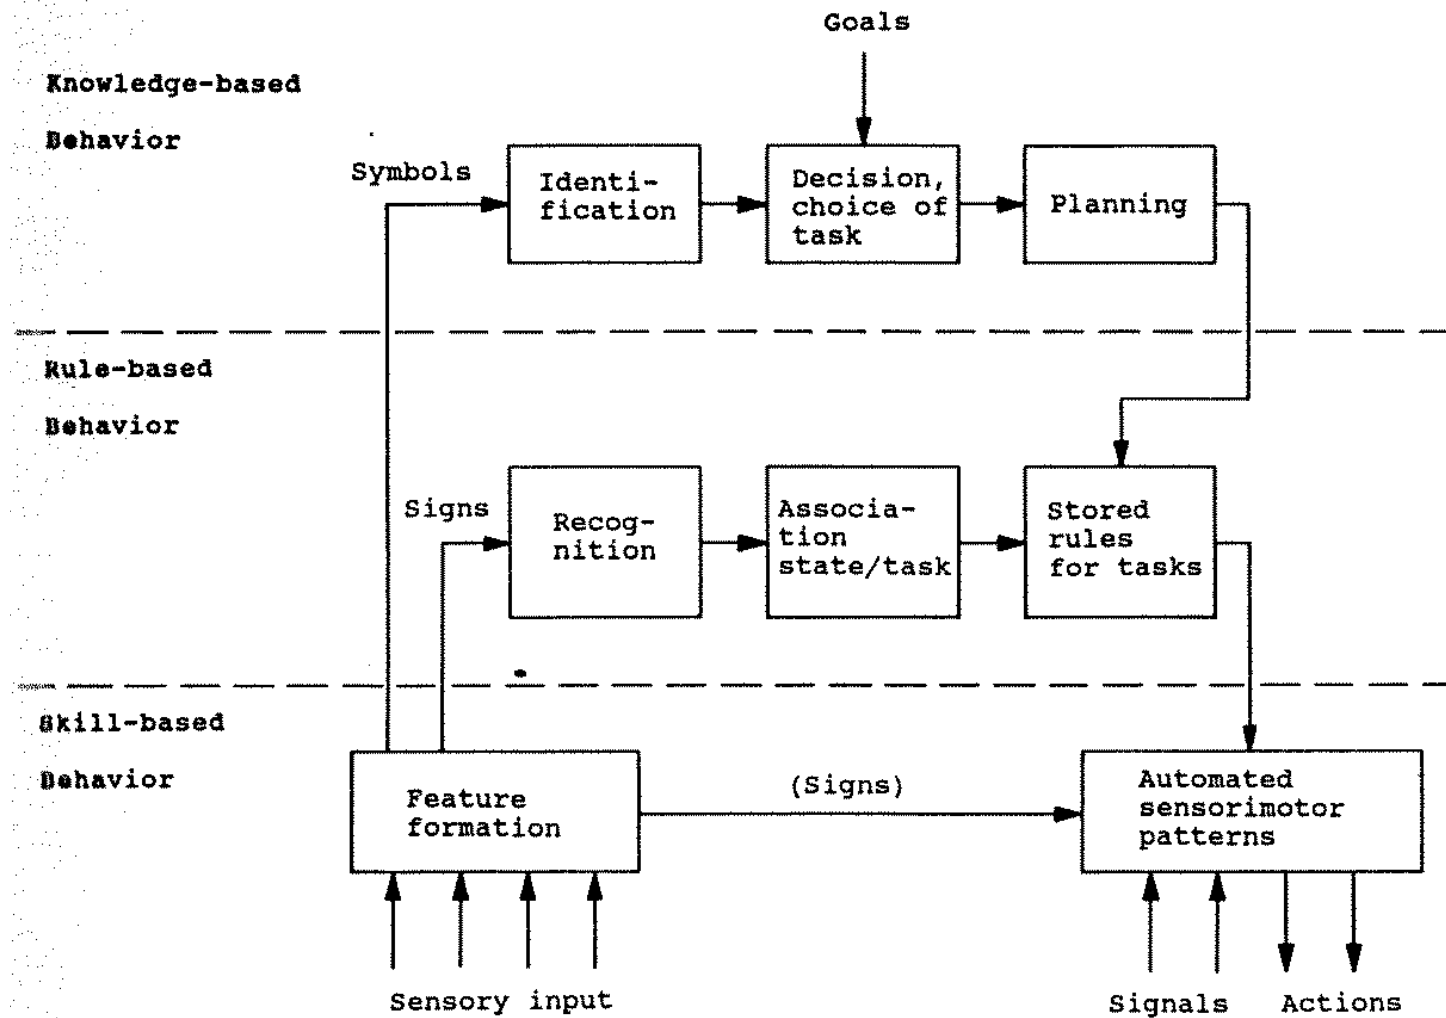 Goals
Knowledge-based
Behavior
Symbols
Identi-
fication
Decision,
choice of
task
Planning
Rule-based
Behavior
Signs
Recog-
nition
Associa-
tion
state/task
Stored
rules
for tasks
Skill-based
Behavior
Feature
formation
(Signs)
Automated
sensorimotor
patterns
Sensory input
Signals
Actions